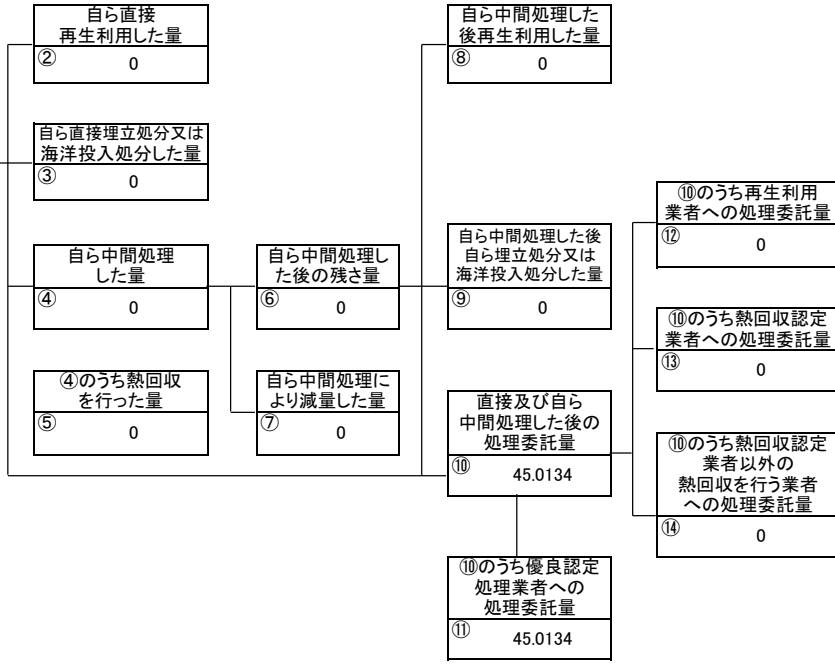 自ら直接
再生利用した量
② 0
自ら直接埋立処分又は
海洋投入処分した量
③ 0
自ら中間処理
した量
④ 0
④のうち熱回収
を行った量
⑤ 0
自ら中間処理し
た後の残さ量
⑥ 0
自ら中間処理に
より減量した量
⑦ 0
自ら中間処理した
後再生利用した量
⑧ 0
自ら中間処理した後
自ら埋立処分又は
海洋投入処分した量
⑨ 0
直接及び自ら
中間処理した後の
処理委託量
⑩ 45.0134
⑩のうち優良認定
処理業者への
処理委託量
⑪ 45.0134
⑩のうち再生利用
業者への処理委託量
⑫ 0
⑩のうち熱回収認定
業者への処理委託量
⑬ 0
⑩のうち熱回収認定
業者以外の
熱回収を行う業者
への処理委託量
⑭ 0